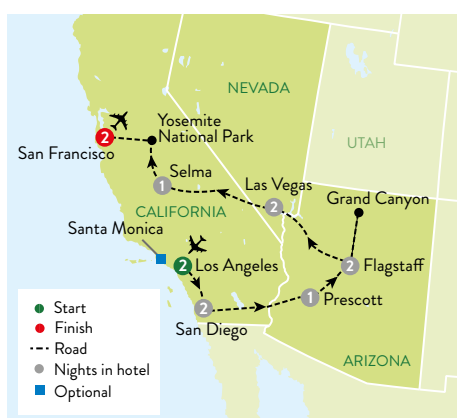 NEVADA
UTAH
Yosemite
National Park
2
San Francisco
Selma
1
Las Vegas
2
Grand Canyon
CALIFORNIA
Santa Monica
2
Los Angeles
2
Flagstaff
2
San Diego
1
Prescott
ARIZONA
Start
Finish
Road
Nights in hotel
Optional